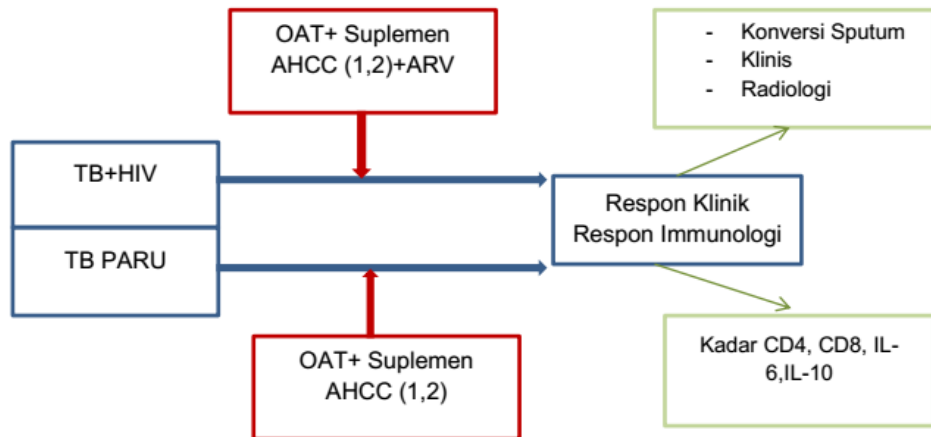 OAT+ Suplemen
AHCC (1,2)+ARV
- Konversi Sputum
- Klinis
- Radiologi
TB+HIV
TB PARU
Respon Klinik
Respon Immunologi
OAT+ Suplemen
AHCC (1,2)
Kadar CD4, CD8, IL-
6,IL-10